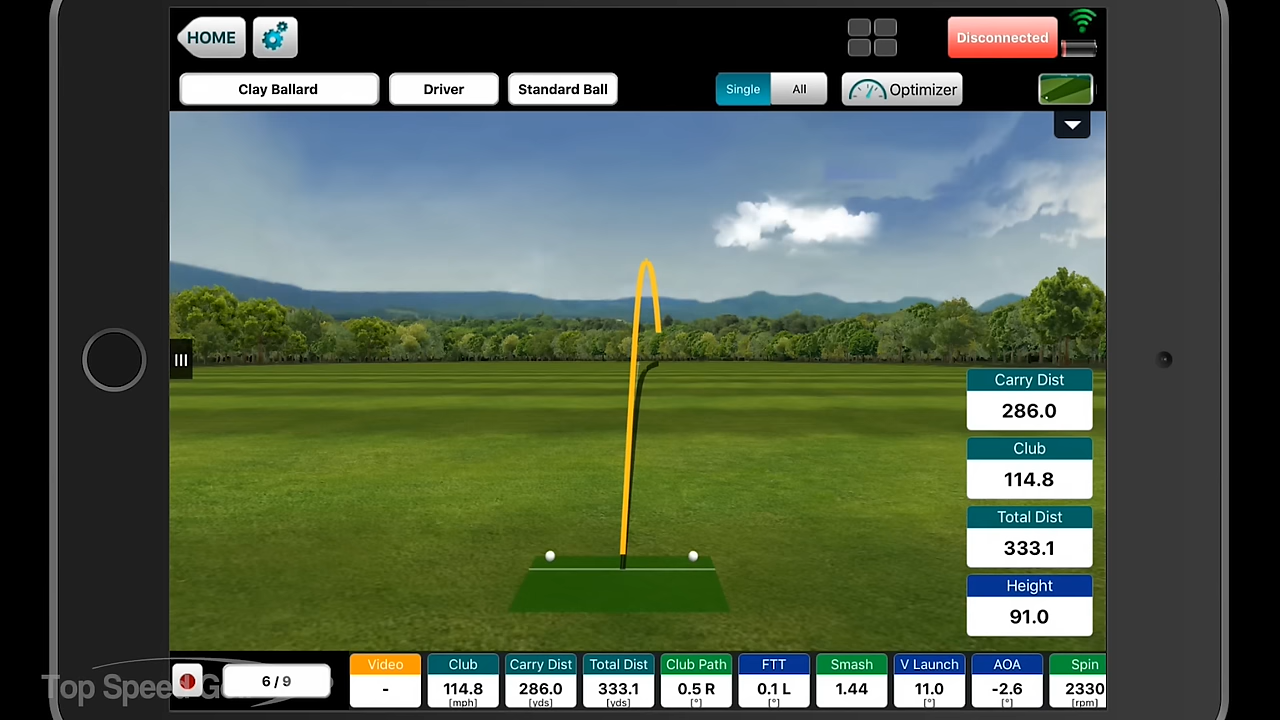 HOME
Disconnected
Clay Ballard
Driver
Standard Ball
Single
All
Optimizer
Carry Dist
286.0
Club
114.8
Total Dist
333.1
Height
91.0
6 / 9
Video
-
Club
114.8
[mph]
Carry Dist
286.0
[yds]
Total Dist
333.1
[yds]
Club Path
0.5 R
[°]
FTT
0.1 L
[°]
Smash
1.44
V Launch
11.0
[°]
AOA
-2.6
[°]
Spin
2330
[rpm]
Top Speed